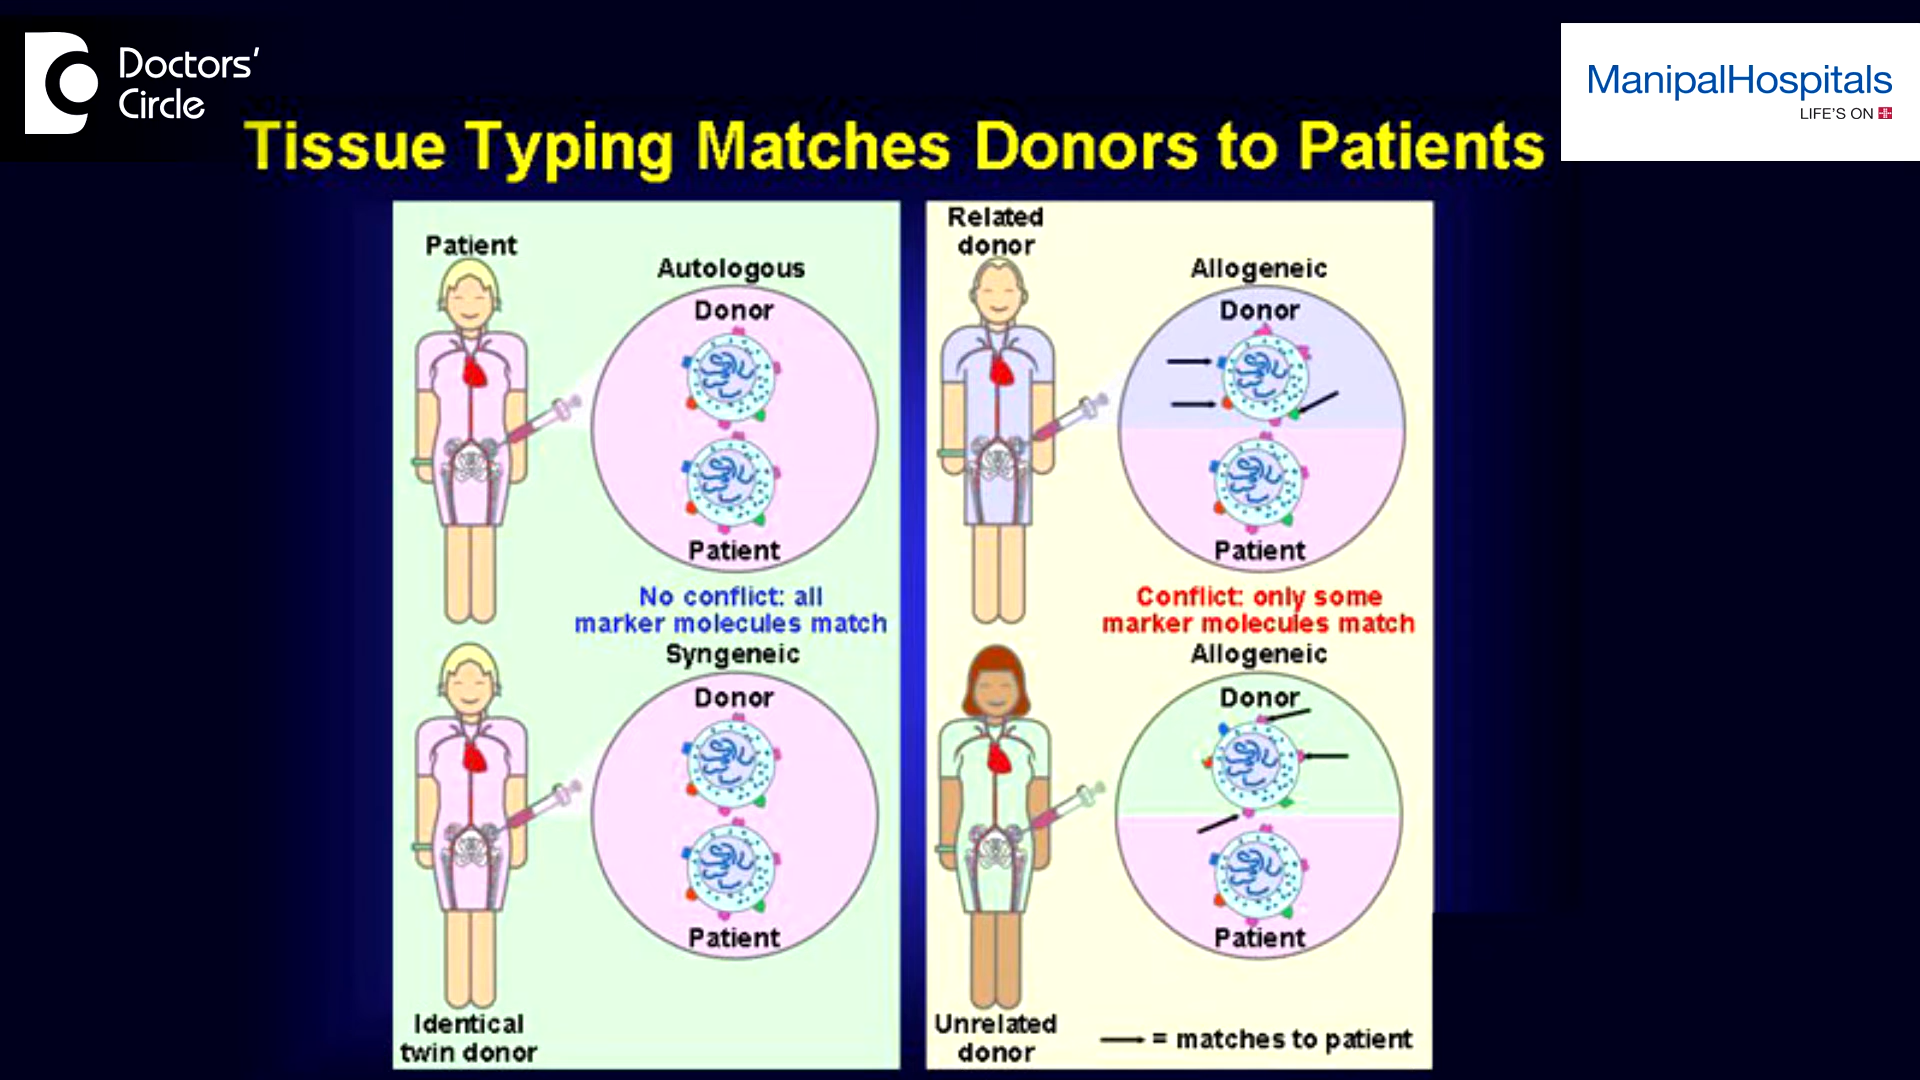 Doctors'
Circle
ManipalHospitals
LIFE'S ON
Tissue Typing Matches Donors to Patients
Patient
Autologous
Donor
Patient
No conflict: all
marker molecules match
Syngeneic
Donor
Patient
Identical
twin donor
Related
donor
Allogeneic
Donor
Patient
Conflict: only some
marker molecules match
Allogeneic
Donor
Patient
Unrelated
donor
= matches to patient